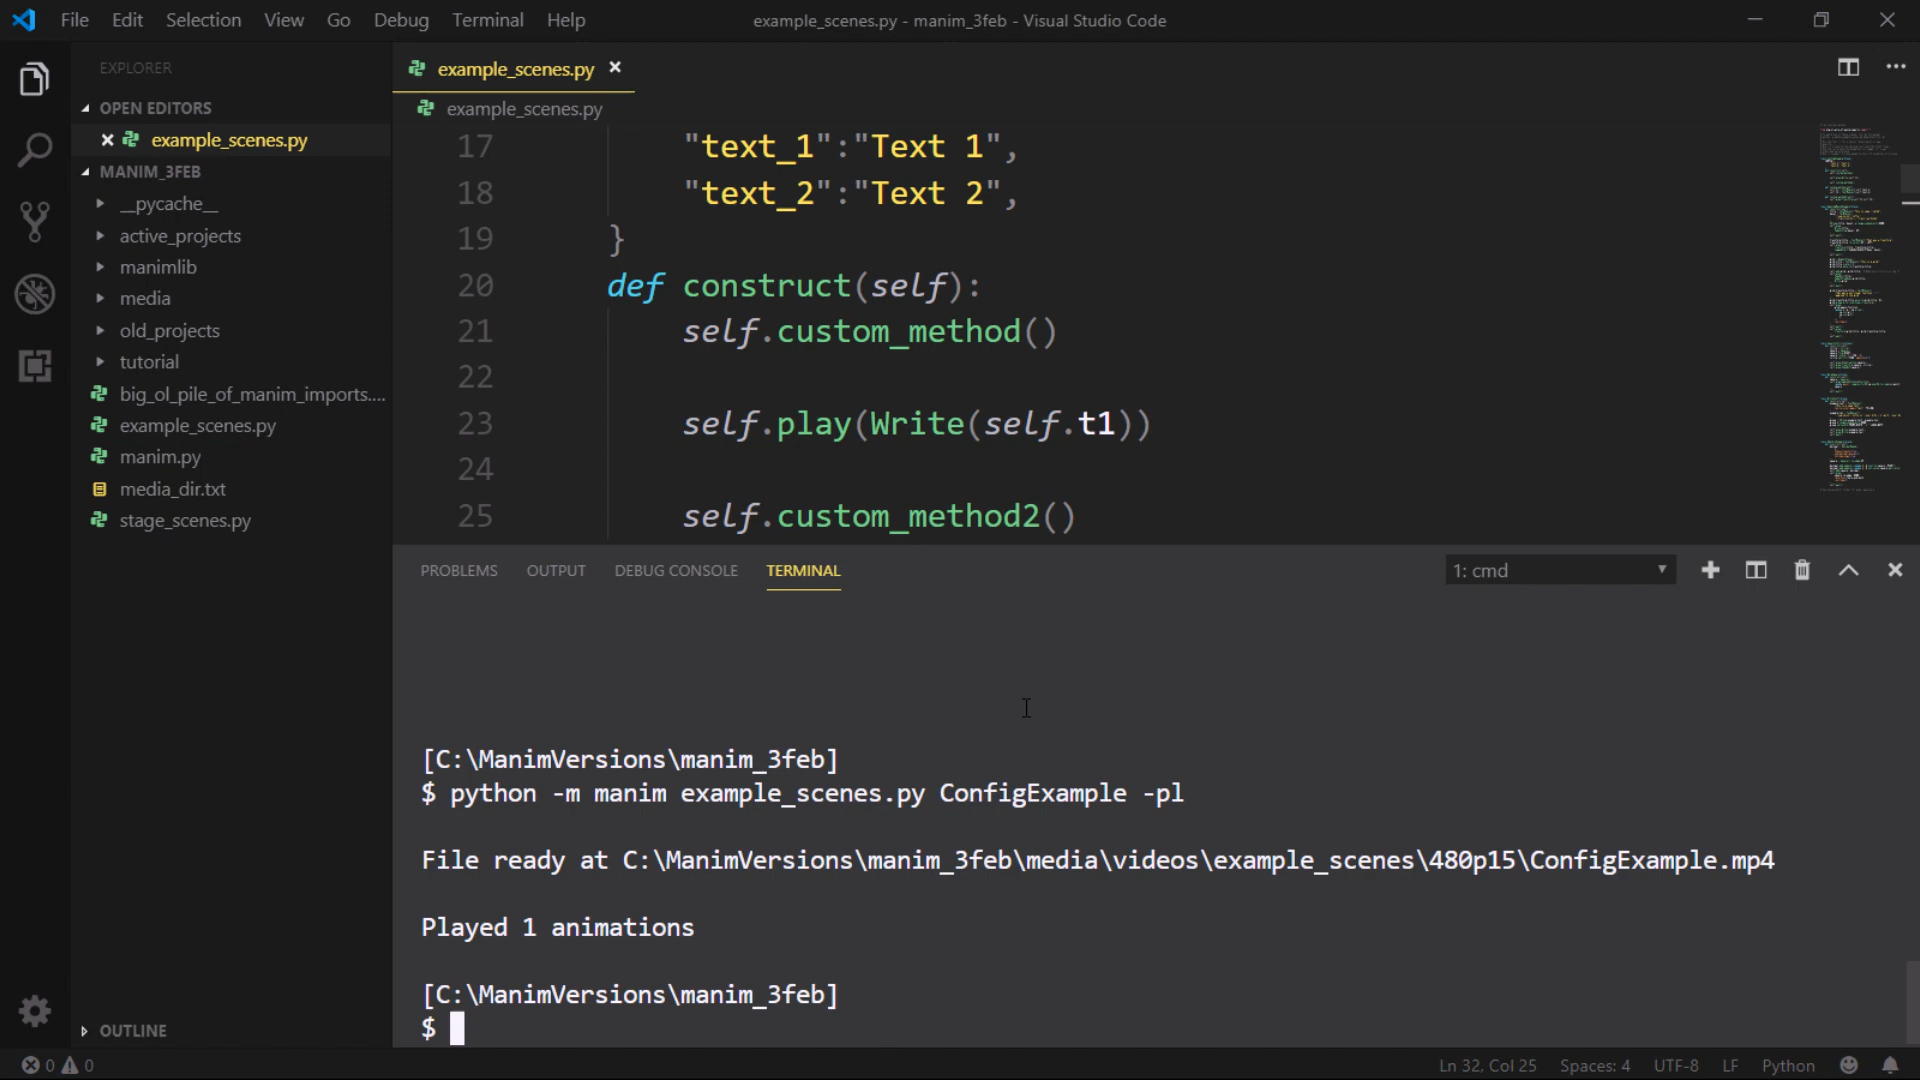 File Edit Selection View Go Debug Terminal Help
example_scenes.py - manim_3feb - Visual Studio Code
EXPLORER
OPEN EDITORS
example_scenes.py
MANIM_3FEB
__pycache__
active_projects
manimlib
media
old_projects
tutorial
big_ol_pile_of_manim_imports....
example_scenes.py
manim.py
media_dir.txt
stage_scenes.py
OUTLINE
example_scenes.py
example_scenes.py
17 "text_1":"Text 1",
18 "text_2":"Text 2",
19 }
20 def construct(self):
21 self.custom_method()
22
23 self.play(Write(self.t1))
24
25 self.custom_method2()
PROBLEMS OUTPUT DEBUG CONSOLE TERMINAL
1: cmd
[C:\ManimVersions\manim_3feb]
$ python -m manim example_scenes.py ConfigExample -pl
File ready at C:\ManimVersions\manim_3feb\media\videos\example_scenes\480p15\ConfigExample.mp4
Played 1 animations
[C:\ManimVersions\manim_3feb]
$
0 0
Ln 32, Col 25 Spaces: 4 UTF-8 LF Python